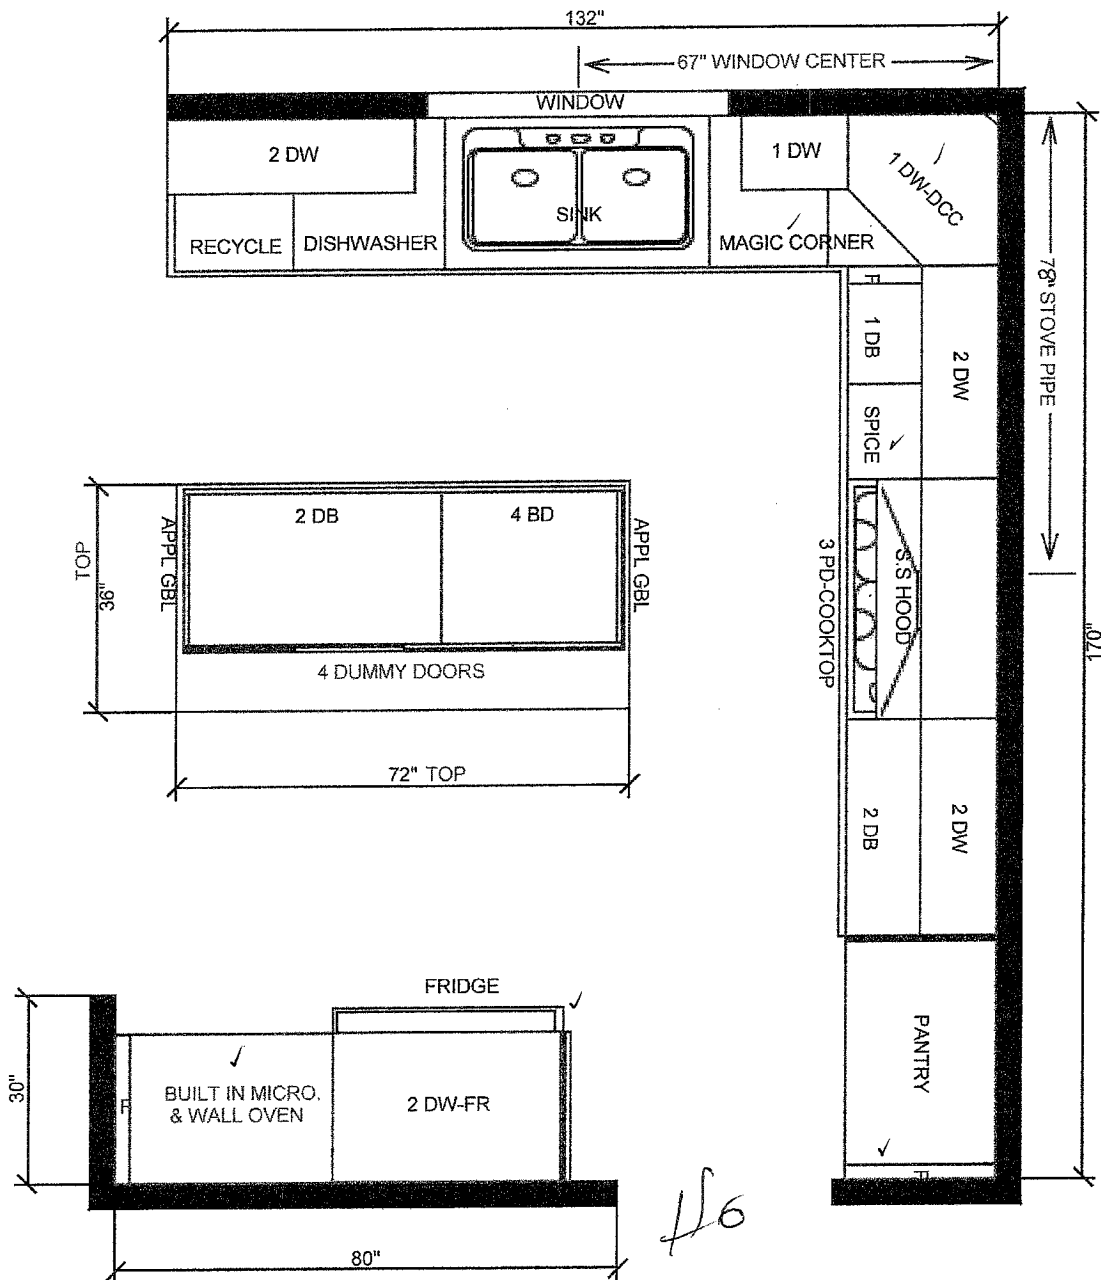 132"
67" WINDOW CENTER
WINDOW
2 DW
1 DW
1 DW-DCC
SINK
RECYCLE
DISHWASHER
MAGIC CORNER
78" STOVE PIPE
F
1 DB
2 DW
SPICE
2 DB
4 BD
APPL GBL
APPL GBL
TOP
36"
3 PD-COOKTOP
S.S HOOD
170"
4 DUMMY DOORS
72" TOP
2 DB
2 DW
FRIDGE
PANTRY
30"
F
BUILT IN MICRO.
& WALL OVEN
2 DW-FR
F
80"